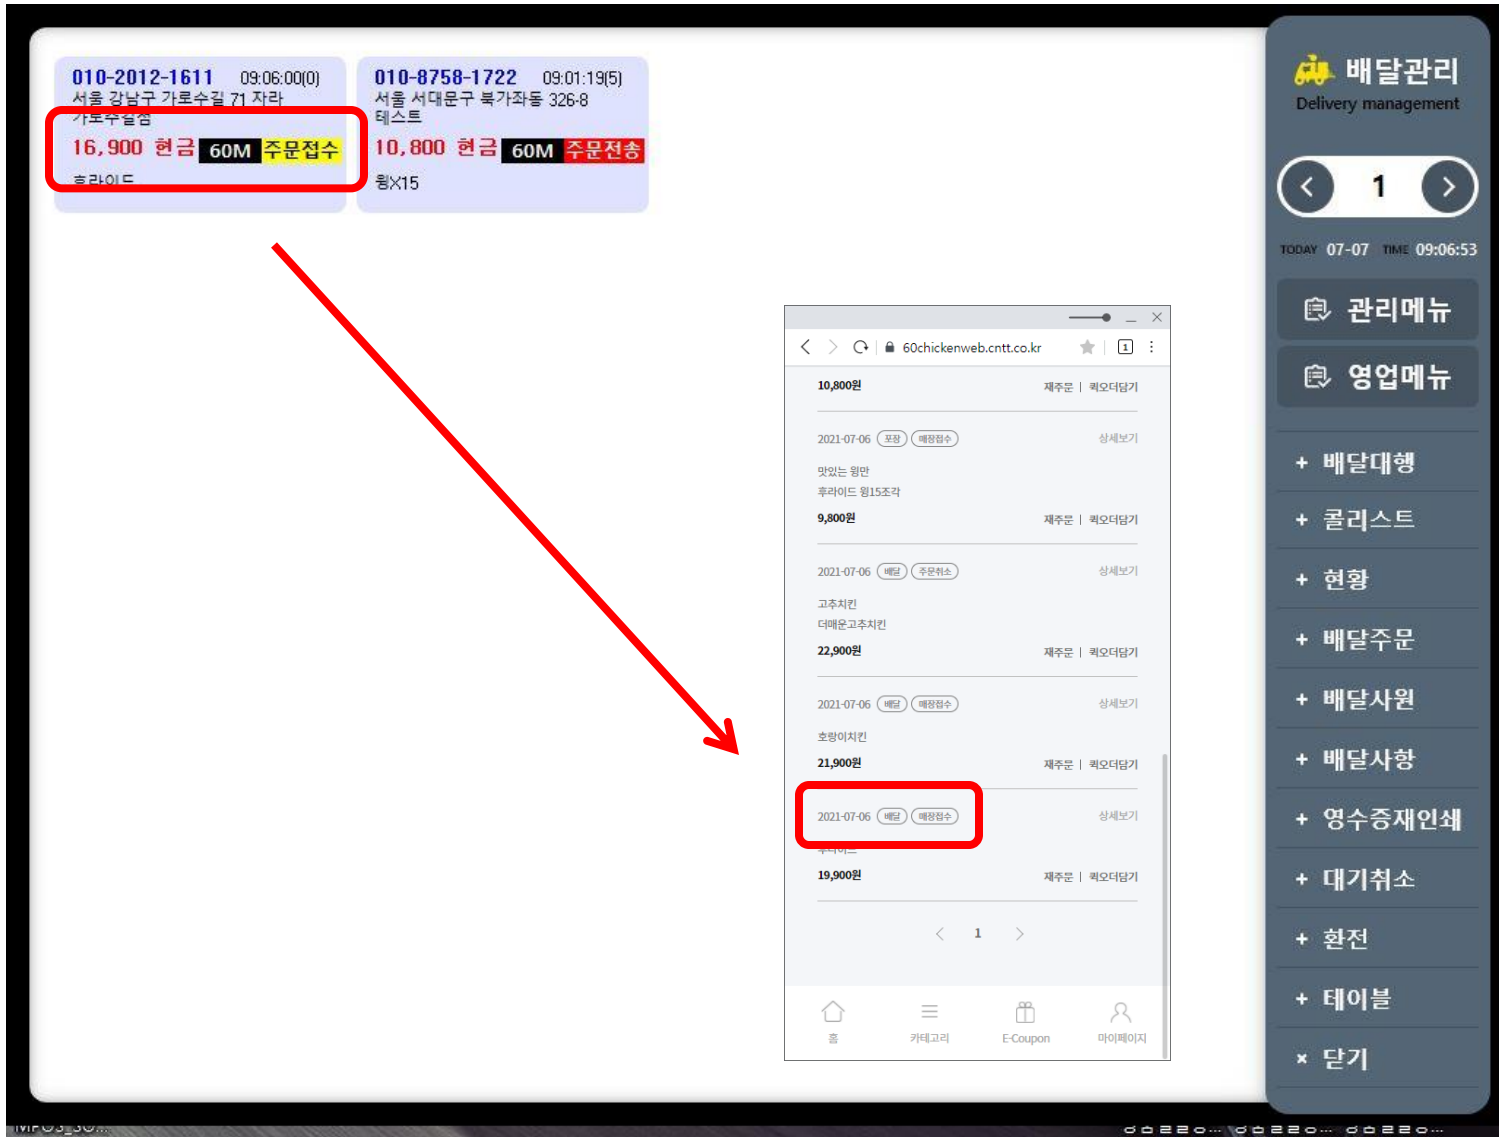 010-2012-1611 09:06:00(0)
서울 강남구 가로수길 71 자라
가로수길점
16,900 현금 60M 주문접수
후라이드
010-8758-1722 09:01:19(5)
서울 서대문구 북가좌동 326-8
테스트
10,800 현금 60M 주문전송
윙X15
60chickenweb.cntt.co.kr 1
10,800원 재주문 | 퀵오더담기
2021-07-06 포장 매장접수 상세보기
맛있는 윙만
후라이드 윙15조각
9,800원 재주문 | 퀵오더담기
2021-07-06 배달 주문취소 상세보기
고추치킨
더매운고추치킨
22,900원 재주문 | 퀵오더담기
2021-07-06 배달 매장접수 상세보기
호랑이치킨
21,900원 재주문 | 퀵오더담기
2021-07-06 배달 매장접수 상세보기
후라이드
19,900원 재주문 | 퀵오더담기
< 1 >
홈 카테고리 E-Coupon 마이페이지
배달관리
Delivery management
< 1 >
TODAY 07-07 TIME 09:06:53
관리메뉴
영업메뉴
+ 배달대행
+ 콜리스트
+ 현황
+ 배달주문
+ 배달사원
+ 배달사항
+ 영수증재인쇄
+ 대기취소
+ 환전
+ 테이블
× 닫기